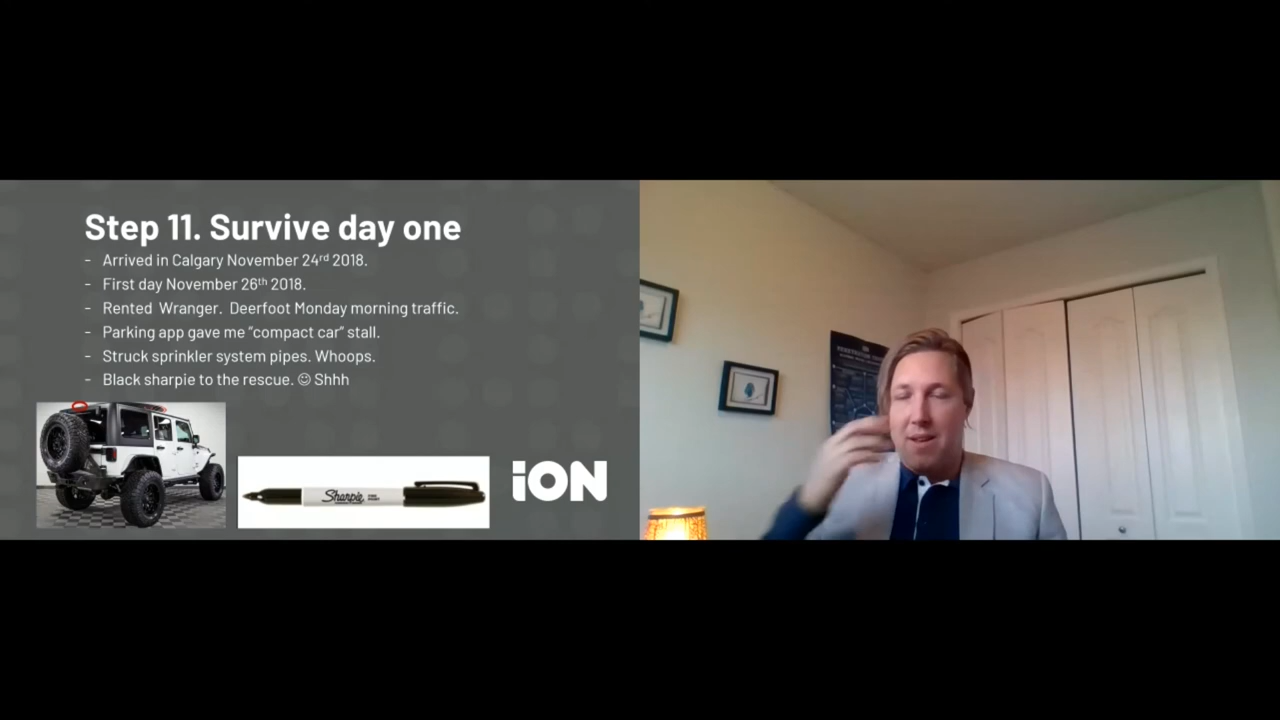 Step 11. Survive day one
- Arrived in Calgary November 24rd 2018.
- First day November 26th 2018.
- Rented Wranger. Deerfoot Monday morning traffic.
- Parking app gave me “compact car” stall.
- Struck sprinkler system pipes. Whoops.
- Black sharpie to the rescue. ☺ Shhh
Sharpie
iON